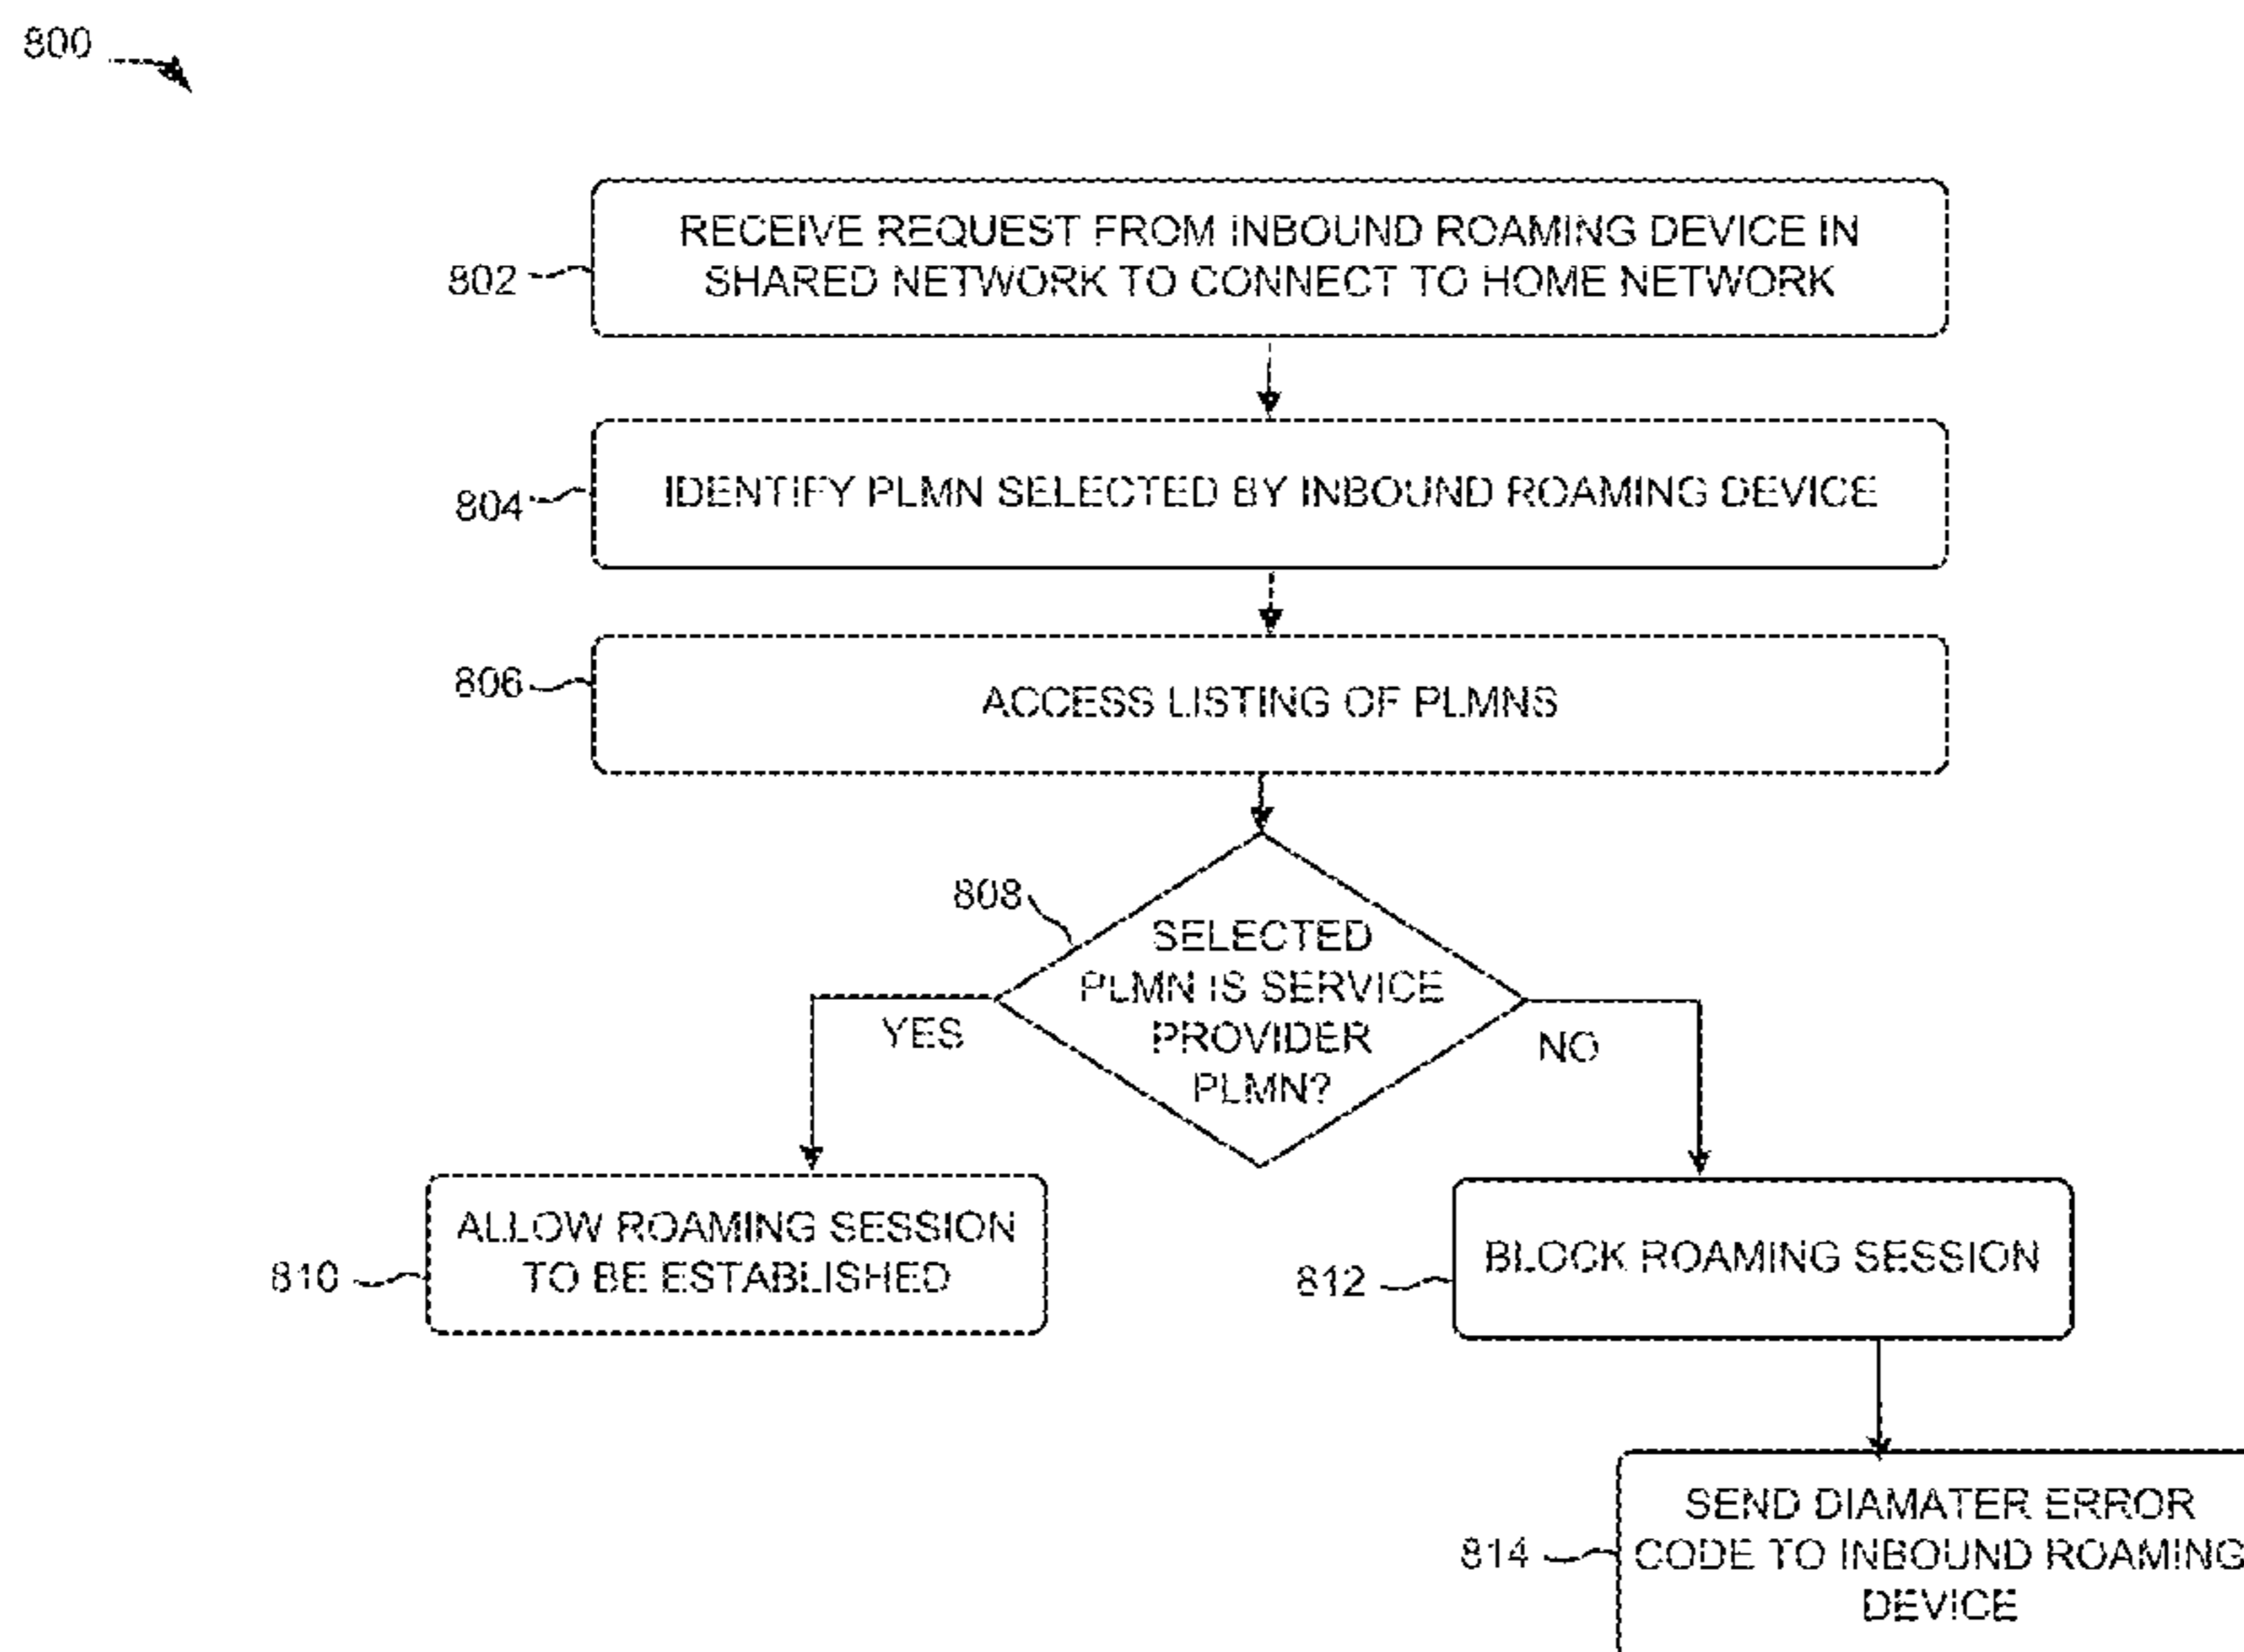 800
802
RECEIVE REQUEST FROM INBOUND ROAMING DEVICE IN
SHARED NETWORK TO CONNECT TO HOME NETWORK
804
IDENTIFY PLMN SELECTED BY INBOUND ROAMING DEVICE
806
ACCESS LISTING OF PLMNS
808
SELECTED
PLMN IS SERVICE
PROVIDER
PLMN?
YES
NO
810
ALLOW ROAMING SESSION
TO BE ESTABLISHED
812
BLOCK ROAMING SESSION
814
SEND DIAMATER ERROR
CODE TO INBOUND ROAMING
DEVICE